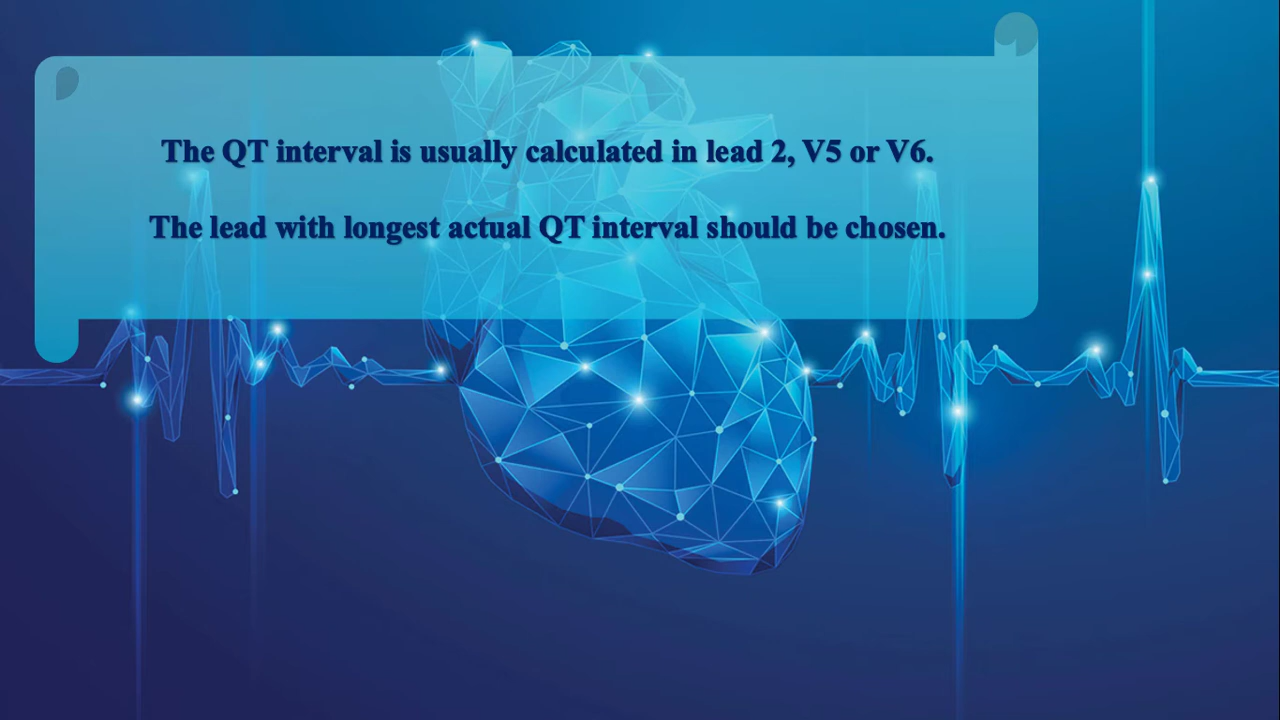 The QT interval is usually calculated in lead 2, V5 or V6.
The lead with longest actual QT interval should be chosen.